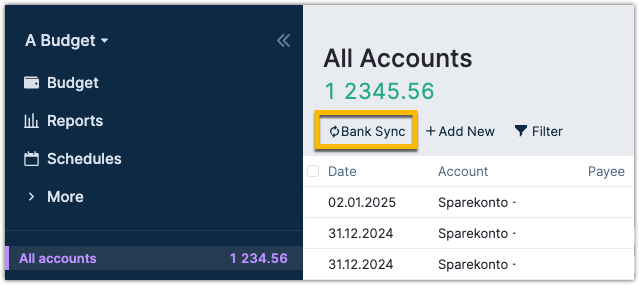 A Budget
Budget
Reports
Schedules
More
All accounts 1 234.56
All Accounts
1 2345.56
Bank Sync + Add New Filter
Date Account Payee
02.01.2025 Sparekonto -
31.12.2024 Sparekonto -
31.12.2024 Sparekonto -